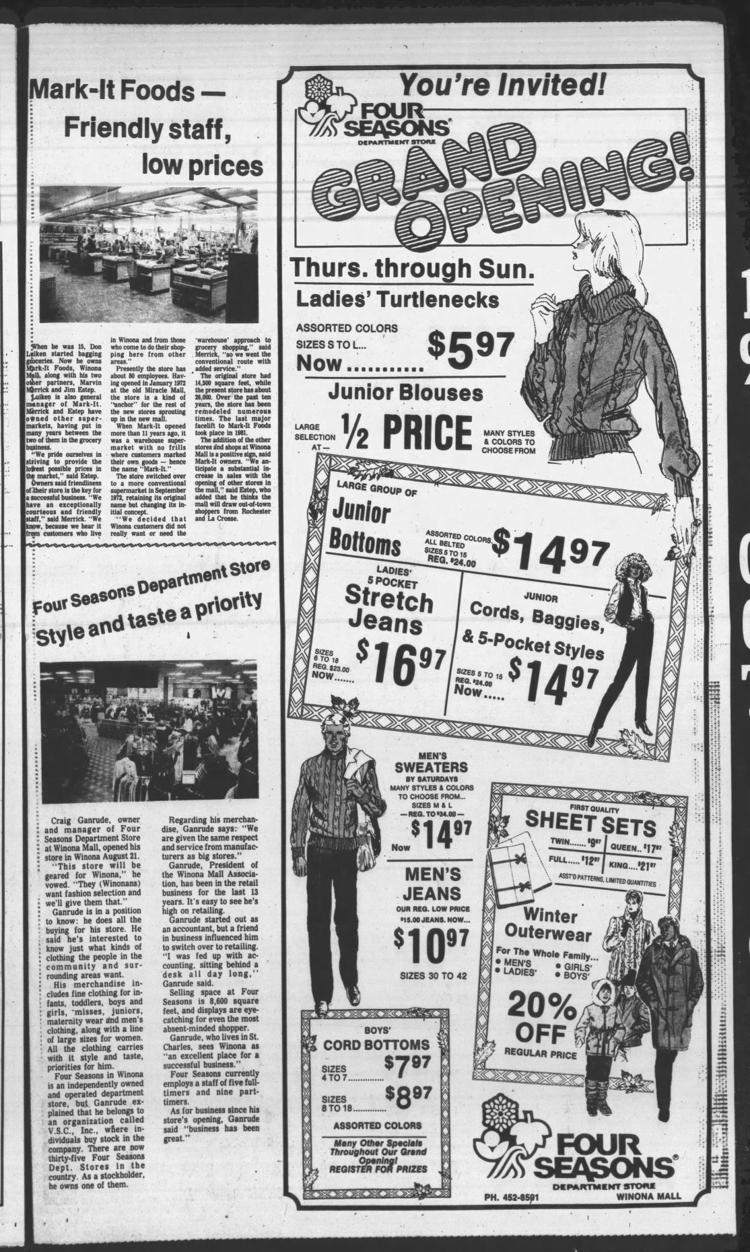 Mark-It Foods —
Friendly staff,
low prices
When he was 15, Don
Luiken started bagging
groceries. Now he owns
Mark-It Foods, Winona
Mall, along with his two
other partners, Marvin
Merrick and Jim Estep.
Luiken is also general
manager of Mark-It.
Merrick and Estep have
owned other super-
markets, having put in
many years between the
two of them in the grocery
business.
"We pride ourselves in
striving to provide the
lowest possible prices in
the market," said Estep.
Owners said friendliness
of their store is the key for
a successful business. "We
have an exceptionally
courteous and friendly
staff," said Merrick. "We
know, because we hear it
from customers who live
in Winona and from those
who come to do their shop-
ping here from other
areas."
Presently the store has
about 80 employees. Hav-
ing opened in January 1972
at the old Miracle Mall,
the store is a kind of
"anchor" for the rest of
the new stores sprouting
up in the new mall.
When Mark-It opened
more than 11 years ago, it
was a warehouse super-
market with no frills
where customers marked
their own goods — hence
the name "Mark-It."
The store switched over
to a more conventional
supermarket in September
1972, retaining its original
name but changing its in-
itial concept.
"We decided that
Winona customers did not
really want or need the
'warehouse' approach to
grocery shopping," said
Merrick, "so we went the
conventional route with
added service."
The original store had
14,500 square feet, while
the present store has about
26,000. Over the past ten
years, the store has been
remodeled numerous
times. The last major
facelift to Mark-It Foods
took place in 1981.
The addition of the other
stores and shops at Winona
Mall is a positive sign, said
Mark-It owners. "We an-
ticipate a substantial in-
crease in sales with the
opening of other stores in
the mall," said Estep, who
added that he thinks the
mall will draw out-of-town
shoppers from Rochester
and La Crosse.
Four Seasons Department Store
Style and taste a priority
Craig Ganrude, owner
and manager of Four
Seasons Department Store
at Winona Mall, opened his
store in Winona August 21.
"This store will be
geared for Winona," he
vowed. "They (Winonans)
want fashion selection and
we'll give them that."
Ganrude is in a position
to know: he does all the
buying for his store. He
said he's interested to
know just what kinds of
clothing the people in the
community and sur-
rounding areas want.
His merchandise in-
cludes fine clothing for in-
fants, toddlers, boys and
girls, misses, juniors,
maternity wear and men's
clothing, along with a line
of large sizes for women.
All the clothing carries
with it style and taste,
priorities for him.
Four Seasons in Winona
is an independently owned
and operated department
store, but Ganrude ex-
plained that he belongs to
an organization called
V.S.C., Inc., where in-
dividuals buy stock in the
company. There are now
thirty-five Four Seasons
Dept. Stores in the
country. As a stockholder,
he owns one of them.
Regarding his merchan-
dise, Ganrude says: "We
are given the same respect
and service from manufac-
turers as big stores."
Ganrude, President of
the Winona Mall Associa-
tion, has been in the retail
business for the last 13
years. It's easy to see he's
high on retailing.
Ganrude started out as
an accountant, but a friend
in business influenced him
to switch over to retailing.
"I was fed up with ac-
counting, sitting behind a
desk all day long,"
Ganrude said.
Selling space at Four
Seasons is 8,600 square
feet, and displays are eye-
catching for even the most
absent-minded shopper.
Ganrude, who lives in St.
Charles, sees Winona as
"an excellent place for a
successful business."
Four Seasons currently
employs a staff of five full-
timers and nine part-
timers.
As for business since his
store's opening, Ganrude
said "business has been
great."
You're Invited!
FOUR
SEASONS®
DEPARTMENT STORE
GRAND
OPENING!
Thurs. through Sun.
Ladies' Turtlenecks
ASSORTED COLORS
SIZES S TO L...
Now ........... $5.97
Junior Blouses
LARGE
SELECTION
AT—
½ PRICE
MANY STYLES
& COLORS TO
CHOOSE FROM
LARGE GROUP OF
Junior
Bottoms
ASSORTED COLORS
ALL BELTED
SIZES 5 TO 15
REG. $24.00
$14.97
LADIES'
5 POCKET
Stretch
Jeans
SIZES
6 TO 18
REG. $23.00
NOW.......
$16.97
JUNIOR
Cords, Baggies,
& 5-Pocket Styles
SIZES 5 TO 15
REG. $24.00
Now.....
$14.97
MEN'S
SWEATERS
BY SATURDAYS
MANY STYLES & COLORS
TO CHOOSE FROM...
SIZES M & L
—REG. TO $34.00—
Now $14.97
MEN'S
JEANS
OUR REG. LOW PRICE
$15.00 JEANS. NOW...
$10.97
SIZES 30 TO 42
FIRST QUALITY
SHEET SETS
TWIN....... $9.97 QUEEN.. $17.97
FULL..... $12.97 KING....$21.97
ASST'D PATTERNS, LIMITED QUANTITIES
Winter
Outerwear
For The Whole Family...
• MEN'S • GIRLS'
• LADIES' • BOYS'
20%
OFF
REGULAR PRICE
BOYS'
CORD BOTTOMS
SIZES
4 TO 7............. $7.97
SIZES
8 TO 18............. $8.97
ASSORTED COLORS
Many Other Specials
Throughout Our Grand
Opening!
REGISTER FOR PRIZES
FOUR
SEASONS®
DEPARTMENT STORE
PH. 452-8501 WINONA MALL